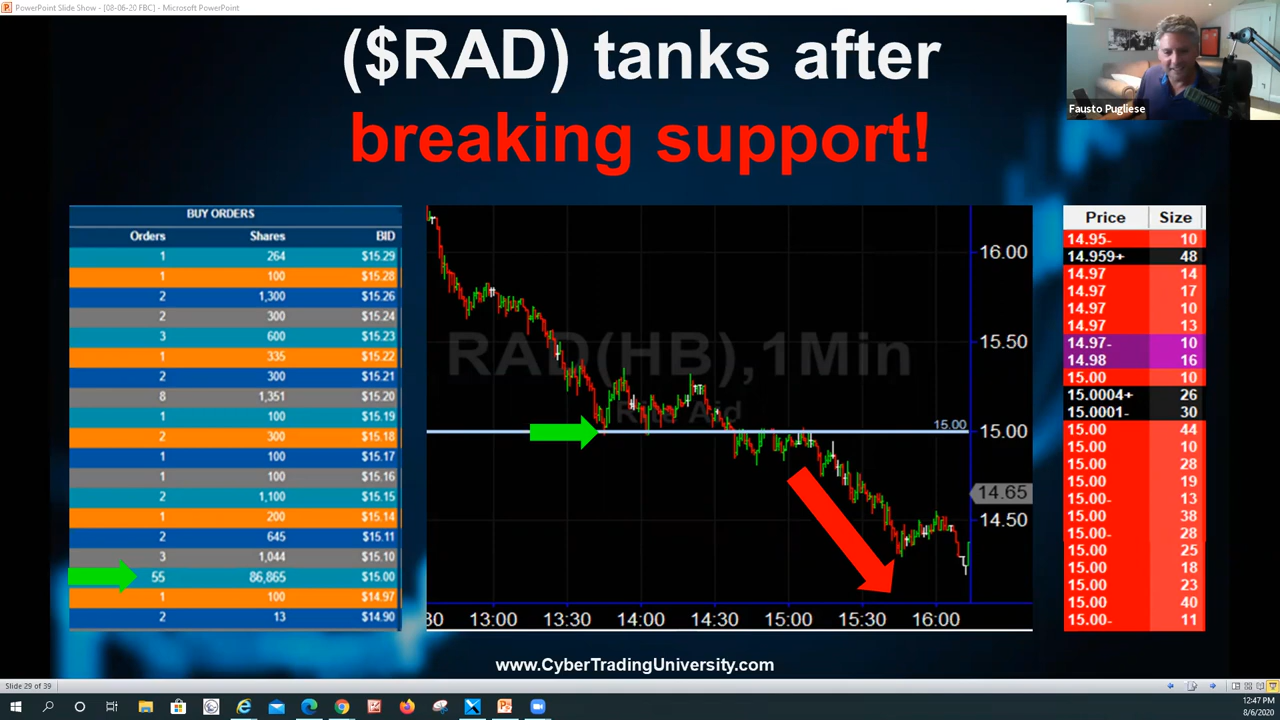 PowerPoint Slide Show - [08-06-20 FBC] - Microsoft PowerPoint
($RAD) tanks after
breaking support!
Fausto Pugliese
BUY ORDERS
Orders Shares BID
1 264 $15.29
1 100 $15.28
2 1,300 $15.26
2 300 $15.24
3 600 $15.23
1 335 $15.22
2 300 $15.21
8 1,351 $15.20
1 100 $15.19
2 300 $15.18
1 100 $15.17
1 100 $15.16
2 1,100 $15.15
1 200 $15.14
2 645 $15.11
3 1,044 $15.10
55 86,865 $15.00
1 100 $14.97
2 13 $14.90
RAD(HB),1Min
Rite Aid
16.00
15.50
15.00
15.00
14.65
14.50
30 13:00 13:30 14:00 14:30 15:00 15:30 16:00
Price Size
14.95- 10
14.959+ 48
14.97 14
14.97 17
14.97 10
14.97 13
14.97- 10
14.98 16
15.00 10
15.0004+ 26
15.0001- 30
15.00 44
15.00 10
15.00 28
15.00 19
15.00- 13
15.00 38
15.00- 28
15.00 25
15.00 18
15.00 23
15.00 40
15.00- 11
www.CyberTradingUniversity.com
Slide 29 of 39
12:47 PM
8/6/2020